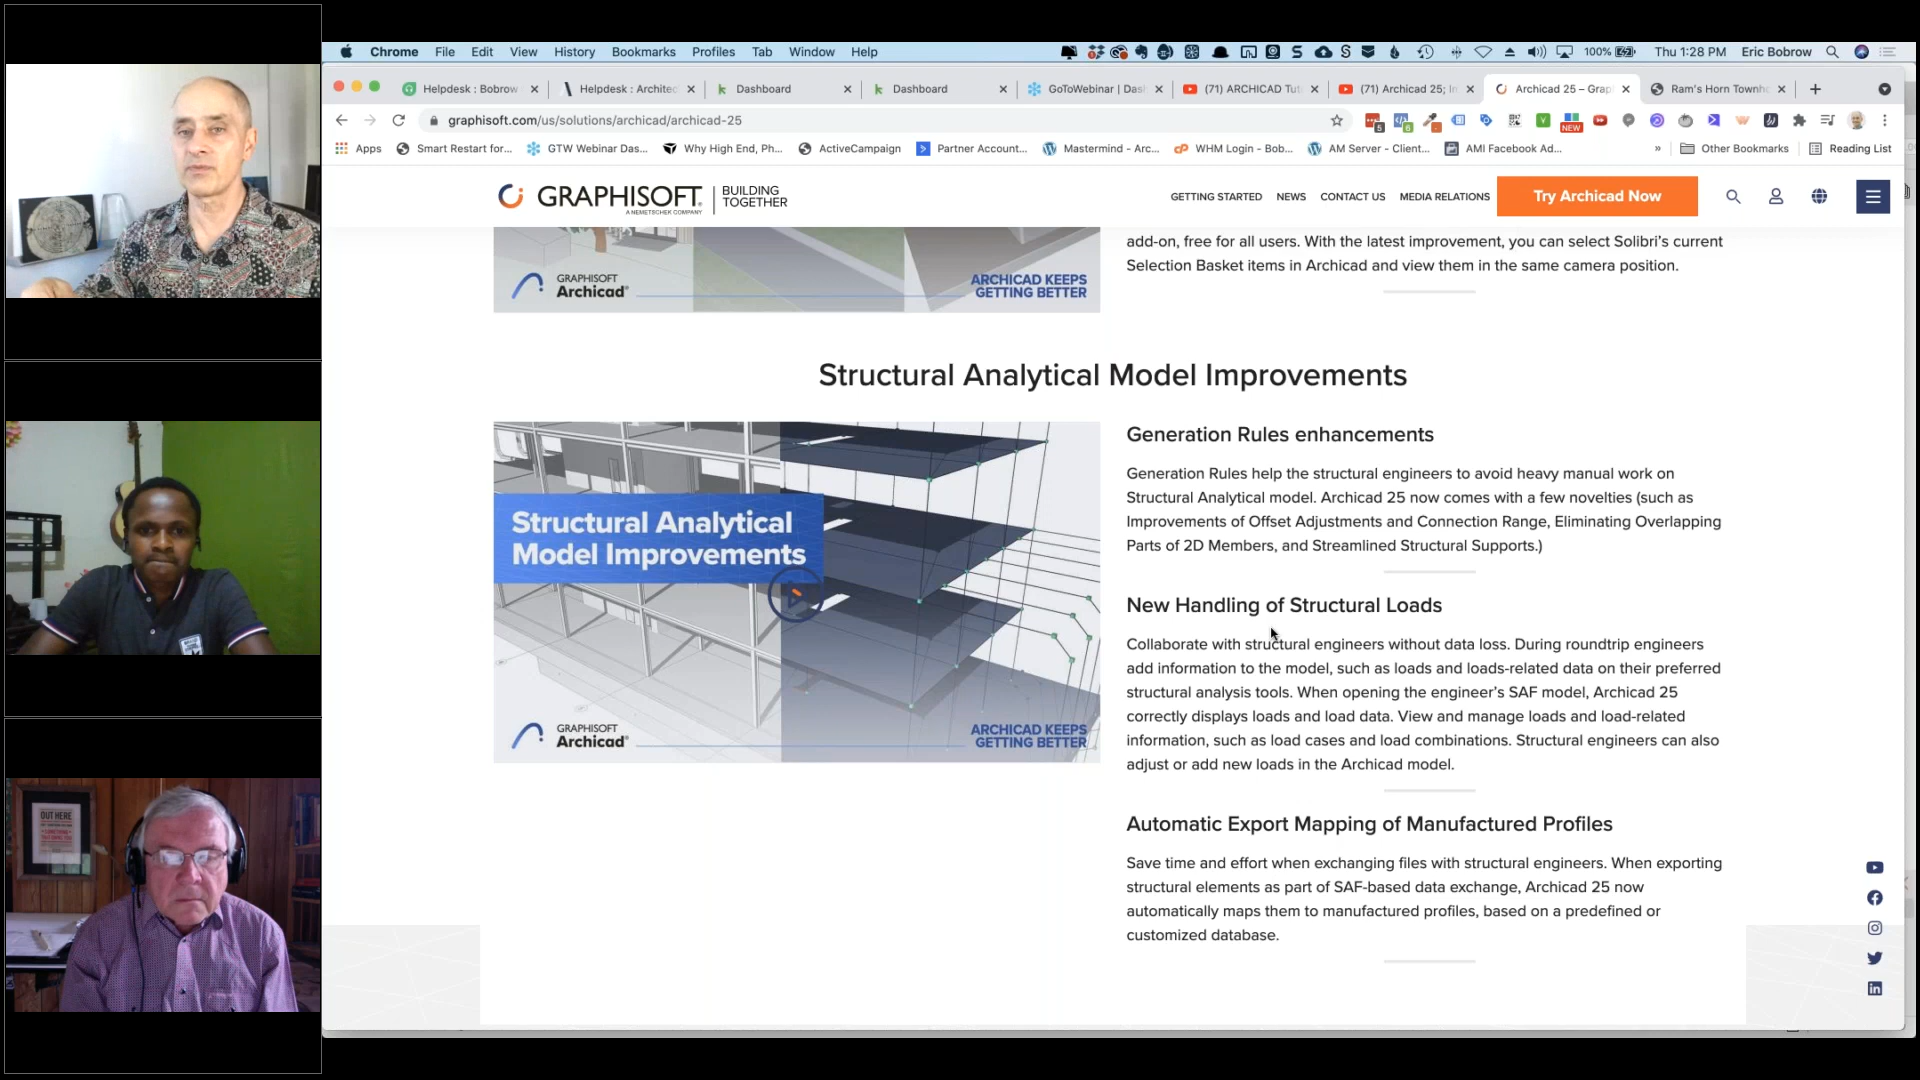 Chrome File Edit View History Bookmarks Profiles Tab Window Help
100% Thu 1:28 PM Eric Bobrow
Helpdesk : Bobrow
Helpdesk : Archite
Dashboard
Dashboard
GoToWebinar | Das
(71) ARCHICAD Tut
(71) Archicad 25; I
Archicad 25 – Grap
Ram's Horn Townho
graphisoft.com/us/solutions/archicad/archicad-25
5
6
NEW
Apps Smart Restart for... GTW Webinar Das... Why High End, Ph... ActiveCampaign Partner Account... Mastermind - Arc... WHM Login - Bob... AM Server - Client... AMI Facebook Ad... » Other Bookmarks Reading List
GRAPHISOFT
A NEMETSCHEK COMPANY
BUILDING
TOGETHER
GETTING STARTED NEWS CONTACT US MEDIA RELATIONS Try Archicad Now
GRAPHISOFT
Archicad
ARCHICAD KEEPS
GETTING BETTER
add-on, free for all users. With the latest improvement, you can select Solibri's current
Selection Basket items in Archicad and view them in the same camera position.
Structural Analytical Model Improvements
Structural Analytical
Model Improvements
GRAPHISOFT
Archicad
ARCHICAD KEEPS
GETTING BETTER
Generation Rules enhancements
Generation Rules help the structural engineers to avoid heavy manual work on
Structural Analytical model. Archicad 25 now comes with a few novelties (such as
Improvements of Offset Adjustments and Connection Range, Eliminating Overlapping
Parts of 2D Members, and Streamlined Structural Supports.)
New Handling of Structural Loads
Collaborate with structural engineers without data loss. During roundtrip engineers
add information to the model, such as loads and loads-related data on their preferred
structural analysis tools. When opening the engineer's SAF model, Archicad 25
correctly displays loads and load data. View and manage loads and load-related
information, such as load cases and load combinations. Structural engineers can also
adjust or add new loads in the Archicad model.
Automatic Export Mapping of Manufactured Profiles
Save time and effort when exchanging files with structural engineers. When exporting
structural elements as part of SAF-based data exchange, Archicad 25 now
automatically maps them to manufactured profiles, based on a predefined or
customized database.
OUT HERE